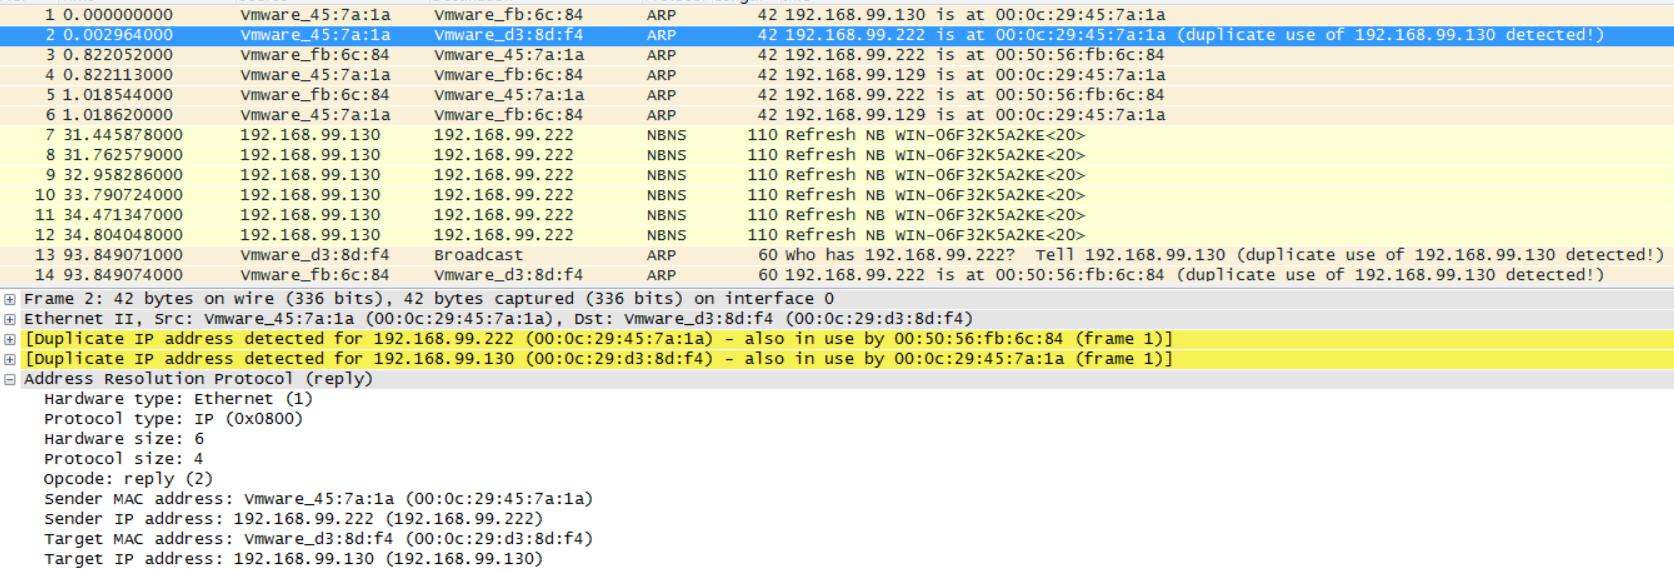 1 0.000000000 Vmware_45:7a:1a Vmware_fb:6c:84 ARP 42 192.168.99.130 is at 00:0c:29:45:7a:1a
2 0.002964000 Vmware_45:7a:1a Vmware_d3:8d:f4 ARP 42 192.168.99.222 is at 00:0c:29:45:7a:1a (duplicate use of 192.168.99.130 detected!)
3 0.822052000 Vmware_fb:6c:84 Vmware_45:7a:1a ARP 42 192.168.99.222 is at 00:50:56:fb:6c:84
4 0.822113000 Vmware_45:7a:1a Vmware_fb:6c:84 ARP 42 192.168.99.129 is at 00:0c:29:45:7a:1a
5 1.018544000 Vmware_fb:6c:84 Vmware_45:7a:1a ARP 42 192.168.99.222 is at 00:50:56:fb:6c:84
6 1.018620000 Vmware_45:7a:1a Vmware_fb:6c:84 ARP 42 192.168.99.129 is at 00:0c:29:45:7a:1a
7 31.445878000 192.168.99.130 192.168.99.222 NBNS 110 Refresh NB WIN-06F32K5A2KE<20>
8 31.762579000 192.168.99.130 192.168.99.222 NBNS 110 Refresh NB WIN-06F32K5A2KE<20>
9 32.958286000 192.168.99.130 192.168.99.222 NBNS 110 Refresh NB WIN-06F32K5A2KE<20>
10 33.790724000 192.168.99.130 192.168.99.222 NBNS 110 Refresh NB WIN-06F32K5A2KE<20>
11 34.471347000 192.168.99.130 192.168.99.222 NBNS 110 Refresh NB WIN-06F32K5A2KE<20>
12 34.804048000 192.168.99.130 192.168.99.222 NBNS 110 Refresh NB WIN-06F32K5A2KE<20>
13 93.849071000 Vmware_d3:8d:f4 Broadcast ARP 60 Who has 192.168.99.222? Tell 192.168.99.130 (duplicate use of 192.168.99.130 detected!)
14 93.849074000 Vmware_fb:6c:84 Vmware_d3:8d:f4 ARP 60 192.168.99.222 is at 00:50:56:fb:6c:84 (duplicate use of 192.168.99.130 detected!)
Frame 2: 42 bytes on wire (336 bits), 42 bytes captured (336 bits) on interface 0
Ethernet II, Src: Vmware_45:7a:1a (00:0c:29:45:7a:1a), Dst: Vmware_d3:8d:f4 (00:0c:29:d3:8d:f4)
[Duplicate IP address detected for 192.168.99.222 (00:0c:29:45:7a:1a) - also in use by 00:50:56:fb:6c:84 (frame 1)]
[Duplicate IP address detected for 192.168.99.130 (00:0c:29:d3:8d:f4) - also in use by 00:0c:29:45:7a:1a (frame 1)]
Address Resolution Protocol (reply)
Hardware type: Ethernet (1)
Protocol type: IP (0x0800)
Hardware size: 6
Protocol size: 4
Opcode: reply (2)
Sender MAC address: Vmware_45:7a:1a (00:0c:29:45:7a:1a)
Sender IP address: 192.168.99.222 (192.168.99.222)
Target MAC address: Vmware_d3:8d:f4 (00:0c:29:d3:8d:f4)
Target IP address: 192.168.99.130 (192.168.99.130)